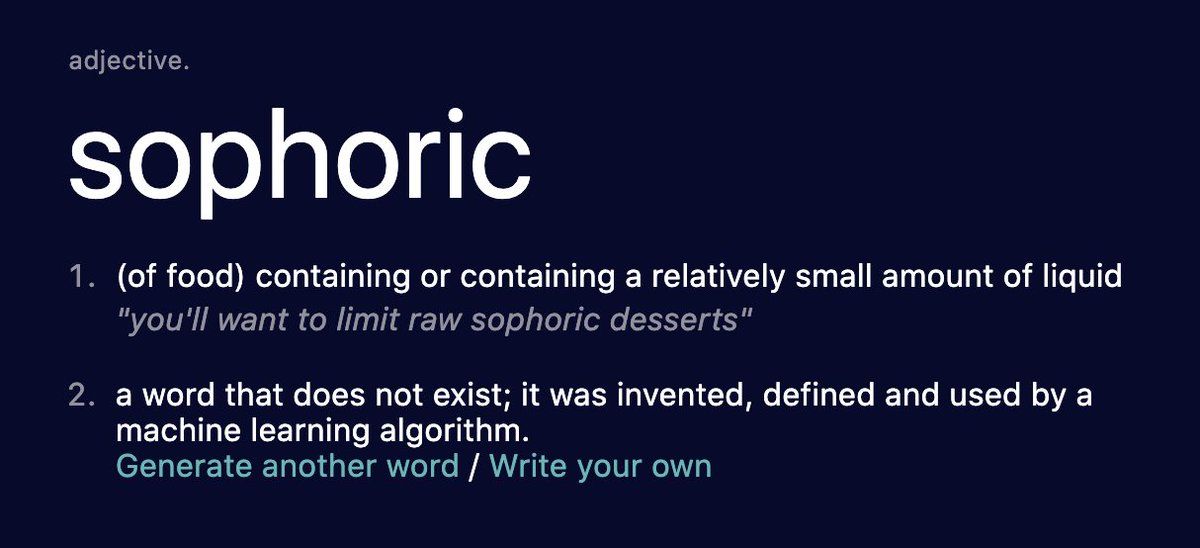 adjective.
sophoric
1. (of food) containing or containing a relatively small amount of liquid
"you'll want to limit raw sophoric desserts"
2. a word that does not exist; it was invented, defined and used by a
machine learning algorithm.
Generate another word / Write your own